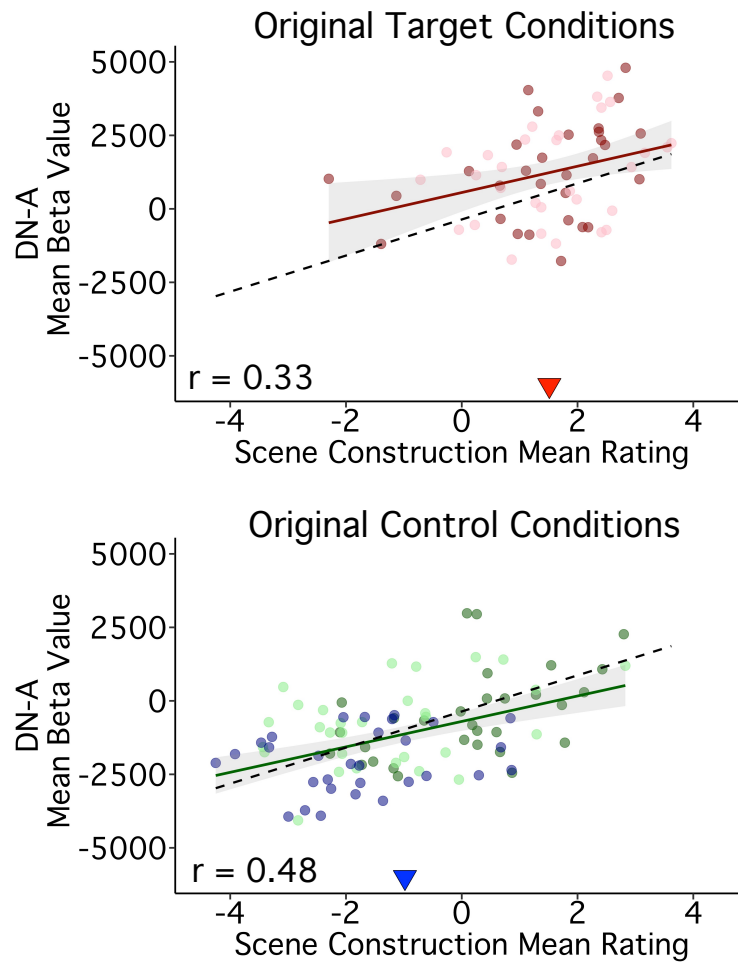 Original Target Conditions
5000
2500
0
-2500
-5000
DN-A
Mean Beta Value
r = 0.33
-4 -2 0 2 4
Scene Construction Mean Rating
Original Control Conditions
5000
2500
0
-2500
-5000
DN-A
Mean Beta Value
r = 0.48
-4 -2 0 2 4
Scene Construction Mean Rating